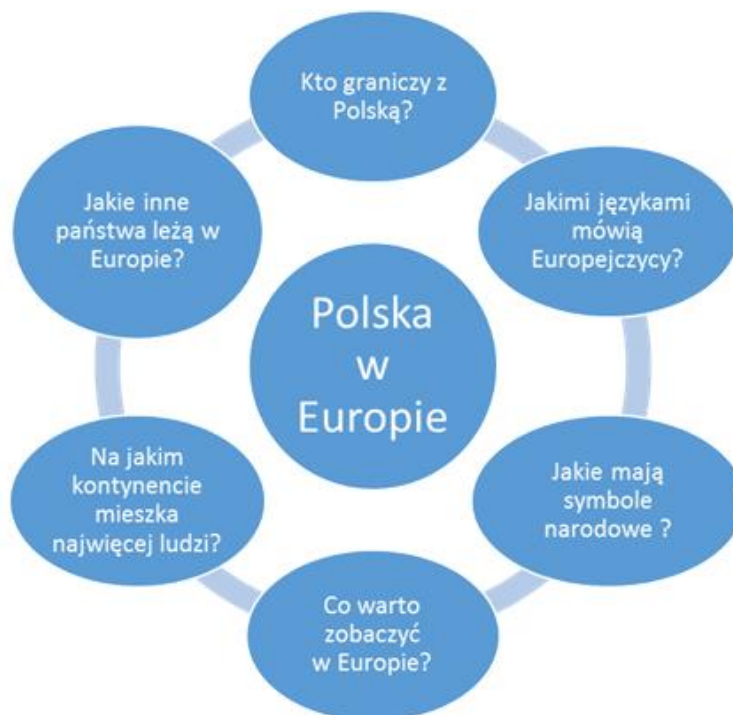 Kto graniczy z
Polską?
Jakimi językami
mówią
Europejczycy?
Jakie mają
symbole
narodowe ?
Co warto
zobaczyć
w Europie?
Na jakim
kontynencie
mieszka
najwięcej ludzi?
Jakie inne
państwa leżą w
Europie?
Polska
w
Europie